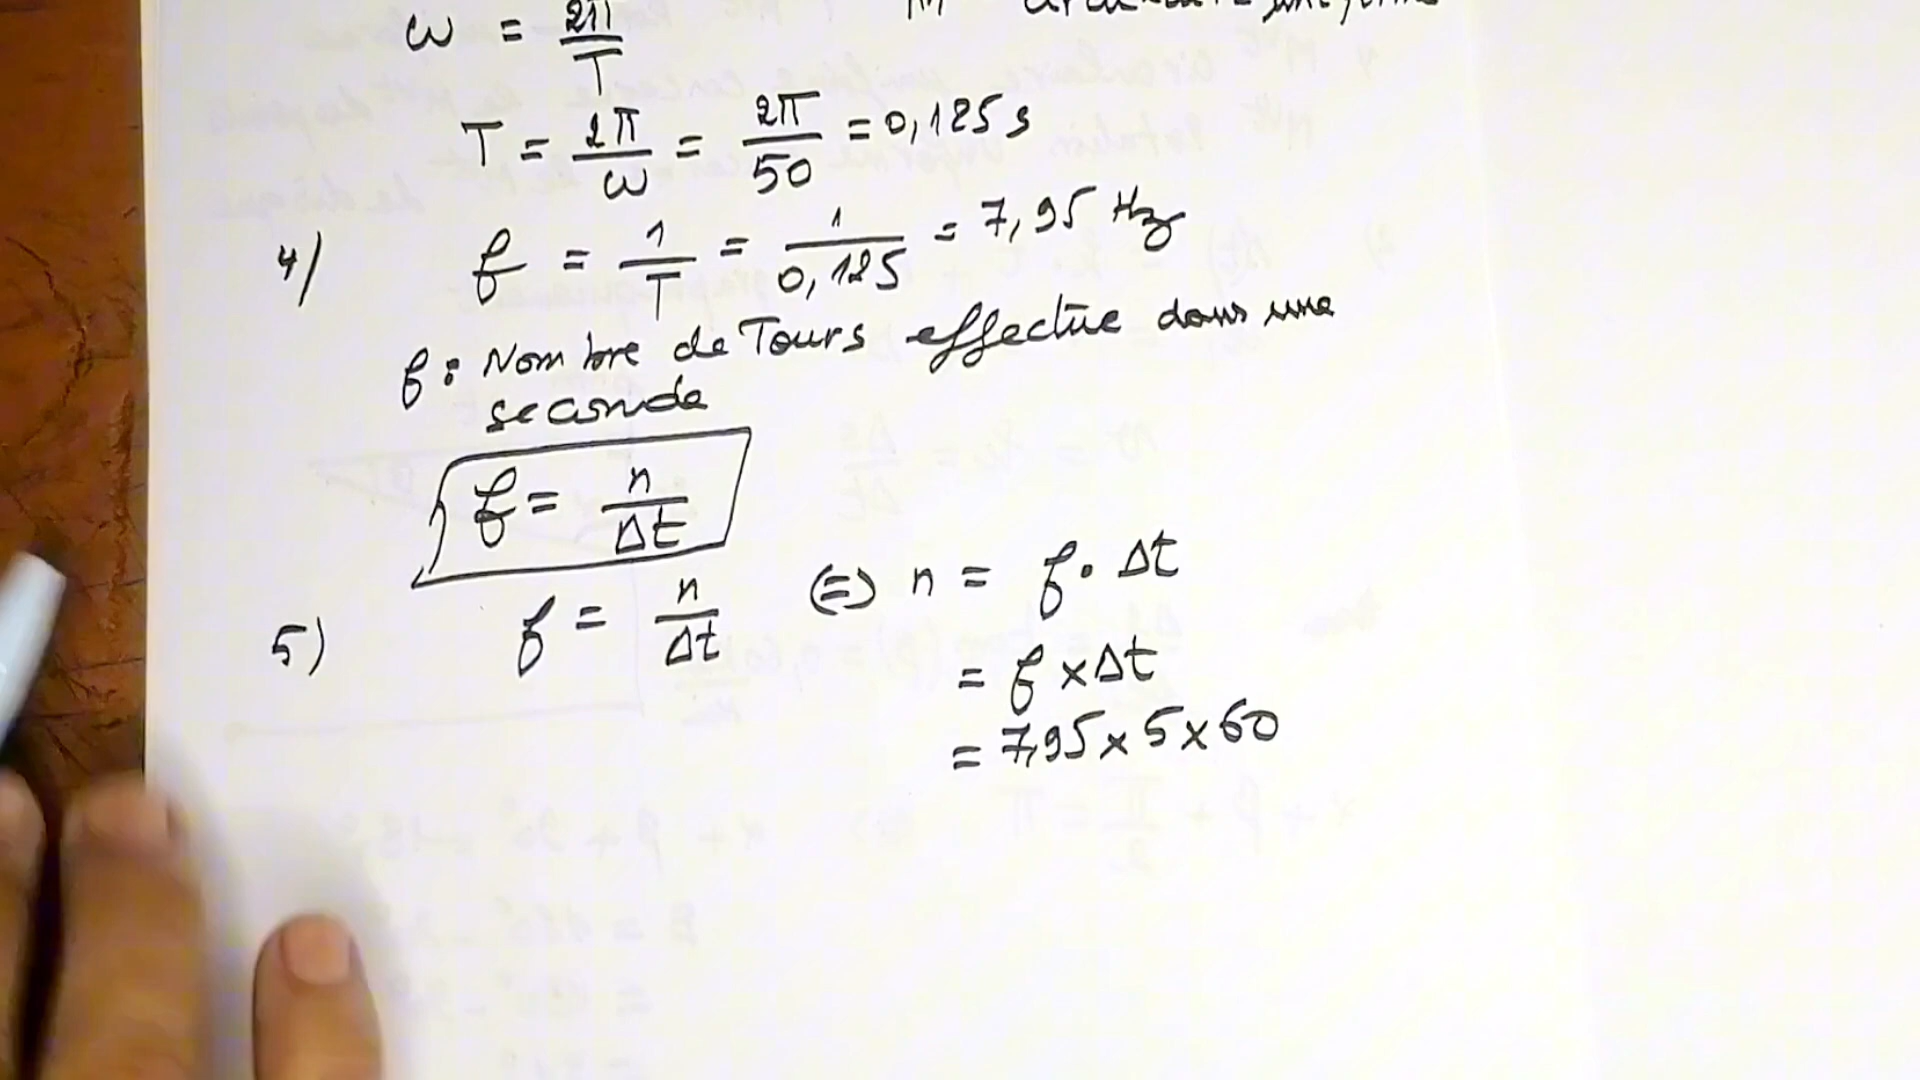 ω = 2π/T
T = 2π/ω = 2π/50 = 0,125 s
4) f = 1/T = 1/0,125 = 7,95 Hz
f : Nombre de Tours effectue dans une
seconde
f = n/Δt
5) f = n/Δt (=) n = f · Δt
= f × Δt
= 7,95 × 5 × 60